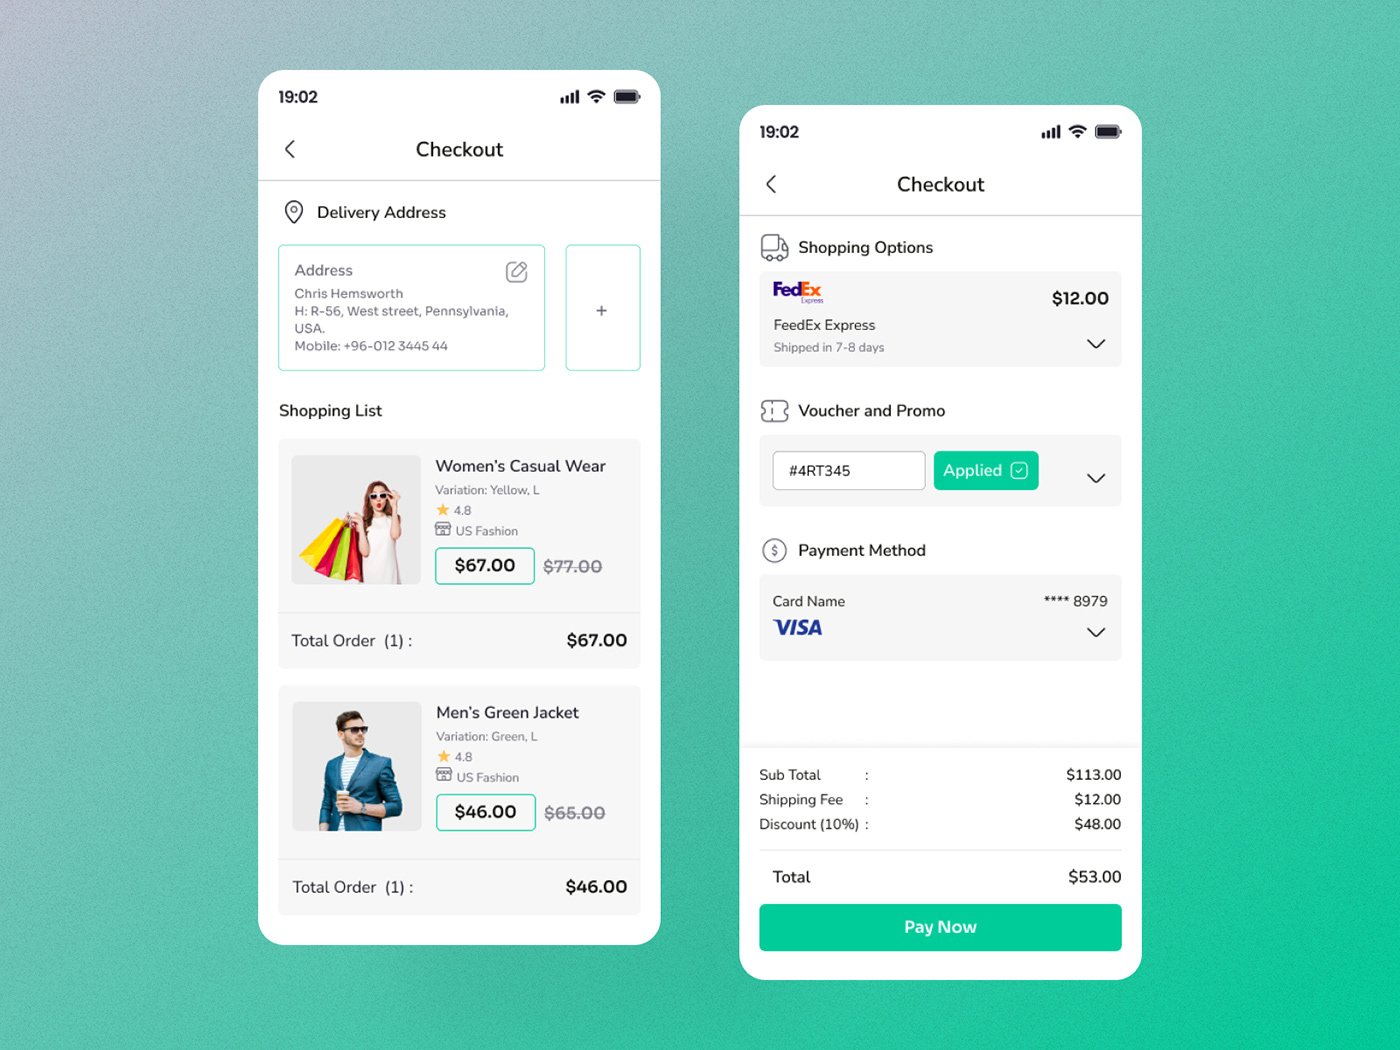 19:02
Checkout
Delivery Address
Address
Chris Hemsworth
H: R-56, West street, Pennsylvania,
USA.
Mobile: +96-012 3445 44
+
Shopping List
Women's Casual Wear
Variation: Yellow, L
4.8
US Fashion
$67.00 $77.00
Total Order (1) : $67.00
Men's Green Jacket
Variation: Green, L
4.8
US Fashion
$46.00 $65.00
Total Order (1) : $46.00
19:02
Checkout
Shopping Options
FedEx
Express
$12.00
FeedEx Express
Shipped in 7-8 days
Voucher and Promo
#4RT345 Applied
$ Payment Method
Card Name **** 8979
VISA
Sub Total : $113.00
Shipping Fee : $12.00
Discount (10%) : $48.00
Total $53.00
Pay Now